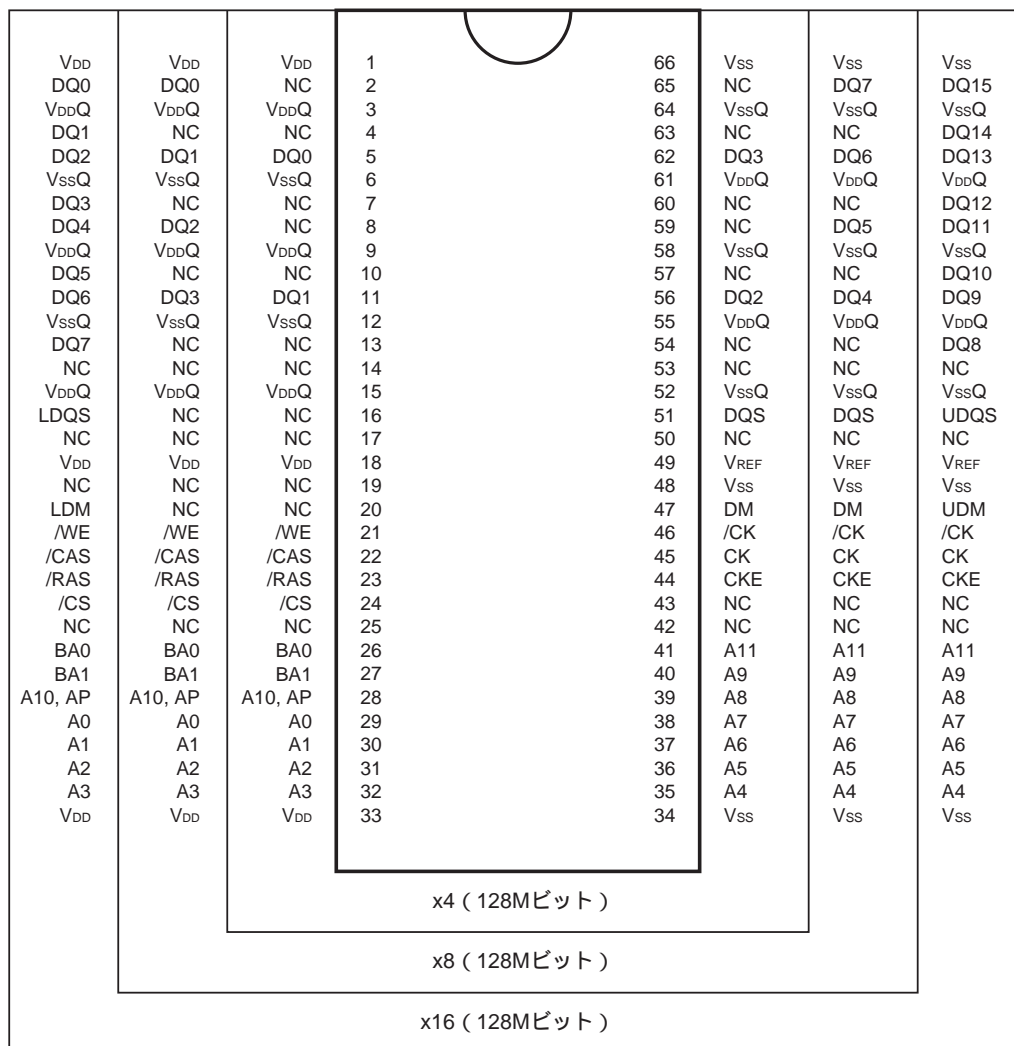 VDD VDD VDD 1 66 VSS VSS VSS
DQ0 DQ0 NC 2 65 NC DQ7 DQ15
VDDQ VDDQ VDDQ 3 64 VSSQ VSSQ VSSQ
DQ1 NC NC 4 63 NC NC DQ14
DQ2 DQ1 DQ0 5 62 DQ3 DQ6 DQ13
VSSQ VSSQ VSSQ 6 61 VDDQ VDDQ VDDQ
DQ3 NC NC 7 60 NC NC DQ12
DQ4 DQ2 NC 8 59 NC DQ5 DQ11
VDDQ VDDQ VDDQ 9 58 VSSQ VSSQ VSSQ
DQ5 NC NC 10 57 NC NC DQ10
DQ6 DQ3 DQ1 11 56 DQ2 DQ4 DQ9
VSSQ VSSQ VSSQ 12 55 VDDQ VDDQ VDDQ
DQ7 NC NC 13 54 NC NC DQ8
NC NC NC 14 53 NC NC NC
VDDQ VDDQ VDDQ 15 52 VSSQ VSSQ VSSQ
LDQS NC NC 16 51 DQS DQS UDQS
NC NC NC 17 50 NC NC NC
VDD VDD VDD 18 49 VREF VREF VREF
NC NC NC 19 48 VSS VSS VSS
LDM NC NC 20 47 DM DM UDM
/WE /WE /WE 21 46 /CK /CK /CK
/CAS /CAS /CAS 22 45 CK CK CK
/RAS /RAS /RAS 23 44 CKE CKE CKE
/CS /CS /CS 24 43 NC NC NC
NC NC NC 25 42 NC NC NC
BA0 BA0 BA0 26 41 A11 A11 A11
BA1 BA1 BA1 27 40 A9 A9 A9
A10, AP A10, AP A10, AP 28 39 A8 A8 A8
A0 A0 A0 29 38 A7 A7 A7
A1 A1 A1 30 37 A6 A6 A6
A2 A2 A2 31 36 A5 A5 A5
A3 A3 A3 32 35 A4 A4 A4
VDD VDD VDD 33 34 VSS VSS VSS
x4（128Mビット）
x8（128Mビット）
x16（128Mビット）